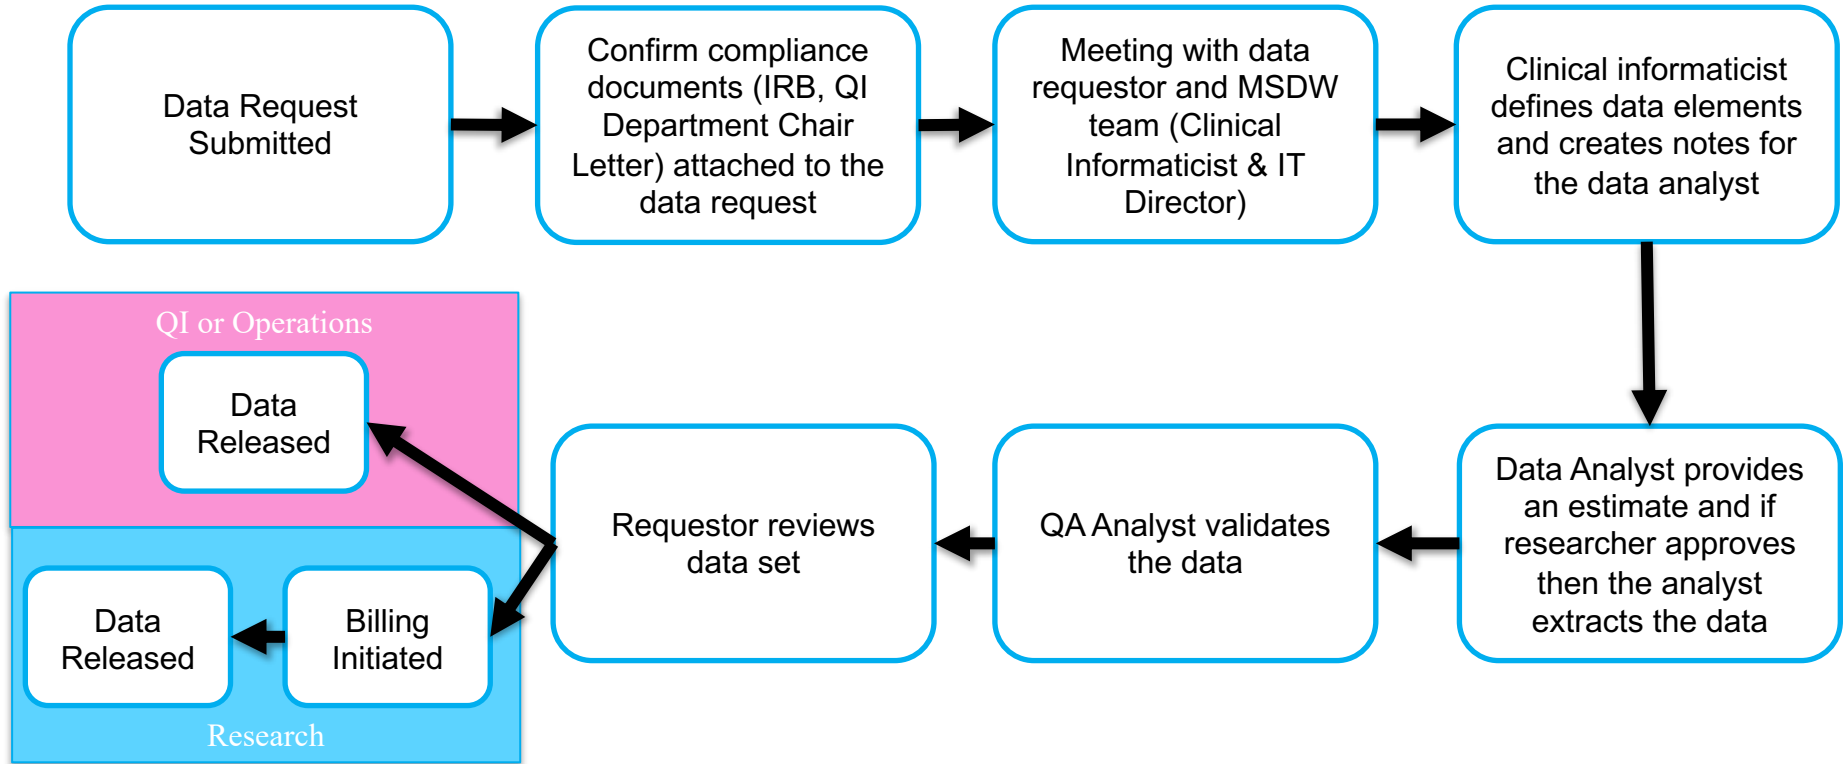 Data Request
Submitted
Confirm compliance
documents (IRB, QI
Department Chair
Letter) attached to the
data request
Meeting with data
requestor and MSDW
team (Clinical
Informaticist & IT
Director)
Clinical informaticist
defines data elements
and creates notes for
the data analyst
Data Analyst provides
an estimate and if
researcher approves
then the analyst
extracts the data
QA Analyst validates
the data
Requestor reviews
data set
QI or Operations
Data
Released
Billing
Initiated
Data
Released
Research